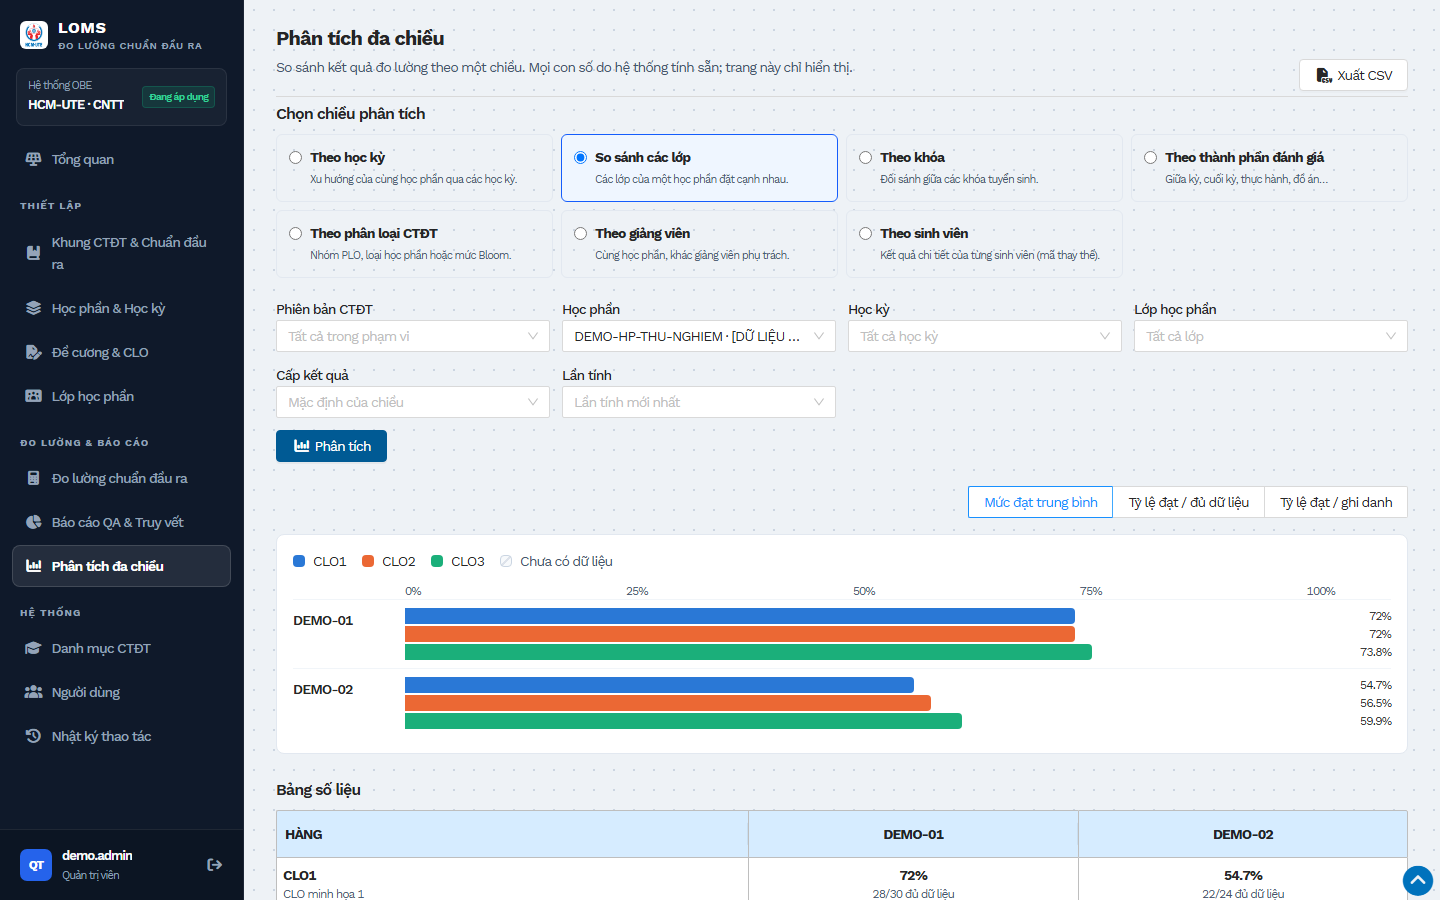 LOMS
ĐO LƯỜNG CHUẨN ĐẦU RA
HCM-UTE
Hệ thống OBE
HCM-UTE · CNTT
Đang áp dụng
Tổng quan
THIẾT LẬP
Khung CTĐT & Chuẩn đầu
ra
Học phần & Học kỳ
Đề cương & CLO
Lớp học phần
ĐO LƯỜNG & BÁO CÁO
Đo lường chuẩn đầu ra
Báo cáo QA & Truy vết
Phân tích đa chiều
HỆ THỐNG
Danh mục CTĐT
Người dùng
Nhật ký thao tác
QT
demo.admin
Quản trị viên
Phân tích đa chiều
So sánh kết quả đo lường theo một chiều. Mọi con số do hệ thống tính sẵn; trang này chỉ hiển thị.
Xuất CSV
Chọn chiều phân tích
Theo học kỳ
Xu hướng của cùng học phần qua các học kỳ.
So sánh các lớp
Các lớp của một học phần đặt cạnh nhau.
Theo khóa
Đối sánh giữa các khóa tuyển sinh.
Theo thành phần đánh giá
Giữa kỳ, cuối kỳ, thực hành, đồ án...
Theo phân loại CTĐT
Nhóm PLO, loại học phần hoặc mức Bloom.
Theo giảng viên
Cùng học phần, khác giảng viên phụ trách.
Theo sinh viên
Kết quả chi tiết của từng sinh viên (mã thay thế).
Phiên bản CTĐT
Học phần
Học kỳ
Lớp học phần
Tất cả trong phạm vi
DEMO-HP-THU-NGHIEM · [DỮ LIỆU ...
Tất cả học kỳ
Tất cả lớp
Cấp kết quả
Lần tính
Mặc định của chiều
Lần tính mới nhất
Phân tích
Mức đạt trung bình
Tỷ lệ đạt / đủ dữ liệu
Tỷ lệ đạt / ghi danh
CLO1
CLO2
CLO3
Chưa có dữ liệu
0%
25%
50%
75%
100%
DEMO-01
72%
72%
73.8%
DEMO-02
54.7%
56.5%
59.9%
Bảng số liệu
HÀNG
DEMO-01
DEMO-02
CLO1
72%
54.7%
CLO minh họa 1
28/30 đủ dữ liệu
22/24 đủ dữ liệu